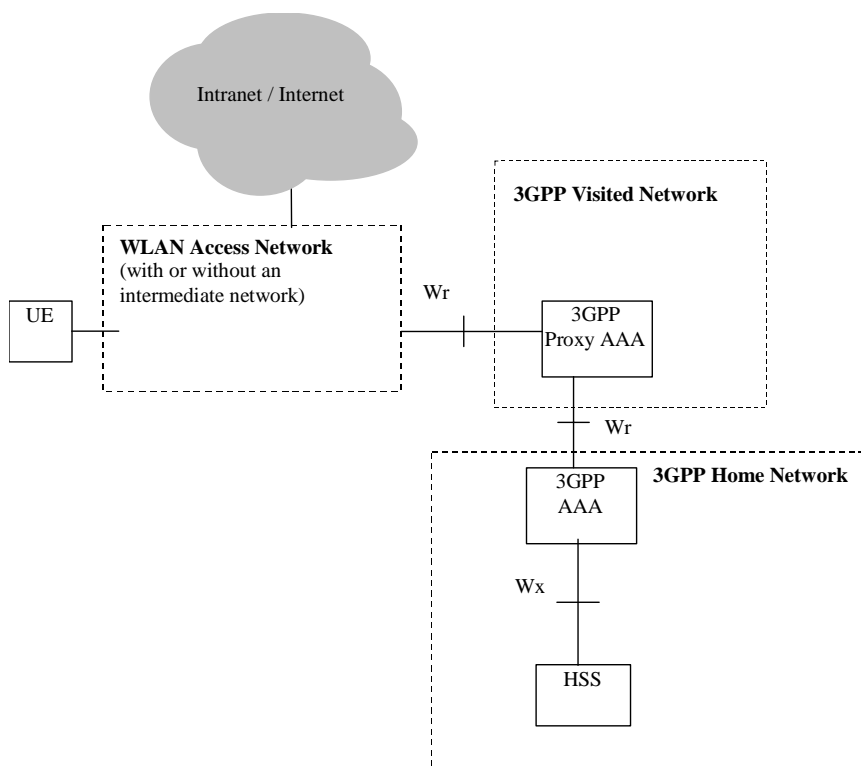 Intranet / Internet
3GPP Visited Network
WLAN Access Network
(with or without an
intermediate network)
Wr
UE
3GPP
Proxy AAA
Wr
3GPP Home Network
3GPP
AAA
Wx
HSS